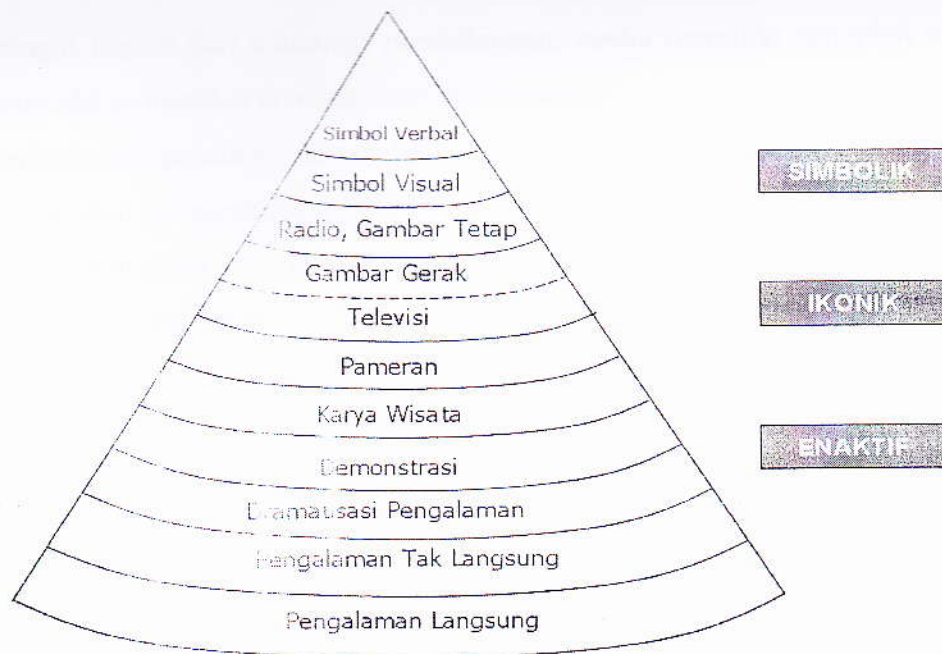 Simbol Verbal
SIMBOLIK
Simbol Visual
Radio, Gambar Tetap
Gambar Gerak
IKONIK
Televisi
Pameran
Karya Wisata
ENAKTIF
Demonstrasi
Dramatisasi Pengalaman
Pengalaman Tak Langsung
Pengalaman Langsung